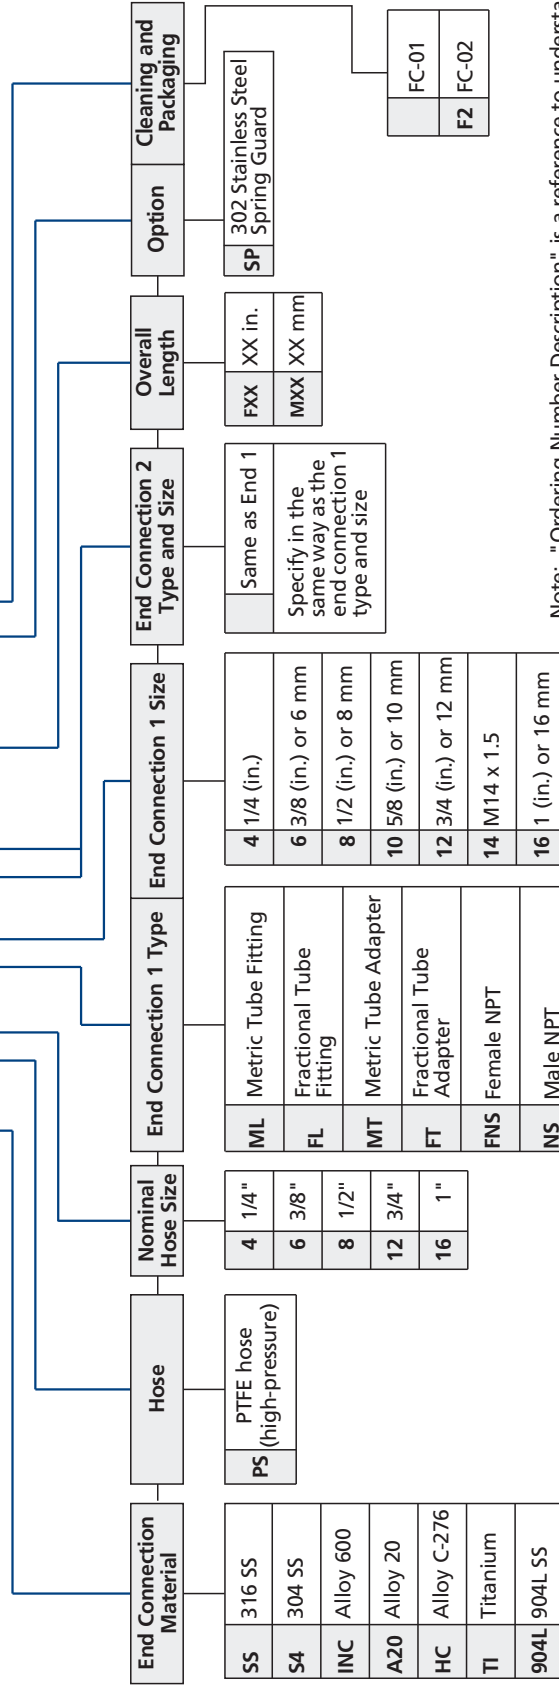 End Connection
Material
SS 316 SS
S4 304 SS
INC Alloy 600
A20 Alloy 20
HC Alloy C-276
TI Titanium
904L 904L SS
Hose
PS PTFE hose
(high-pressure)
Nominal
Hose Size
4 1/4"
6 3/8"
8 1/2"
12 3/4"
16 1"
End Connection 1 Type
ML Metric Tube Fitting
FL Fractional Tube
Fitting
MT Metric Tube Adapter
FT Fractional Tube
Adapter
FNS Female NPT
NS Male NPT
End Connection 1 Size
4 1/4 (in.)
6 3/8 (in.) or 6 mm
8 1/2 (in.) or 8 mm
10 5/8 (in.) or 10 mm
12 3/4 (in.) or 12 mm
14 M14 x 1.5
16 1 (in.) or 16 mm
End Connection 2
Type and Size
Same as End 1
Specify in the
same way as the
end connection 1
type and size
Overall
Length
FXX XX in.
MXX XX mm
Option
SP 302 Stainless Steel
Spring Guard
Cleaning and
Packaging
FC-01
F2 FC-02
Note: "Ordering Number Description" is a reference to understa